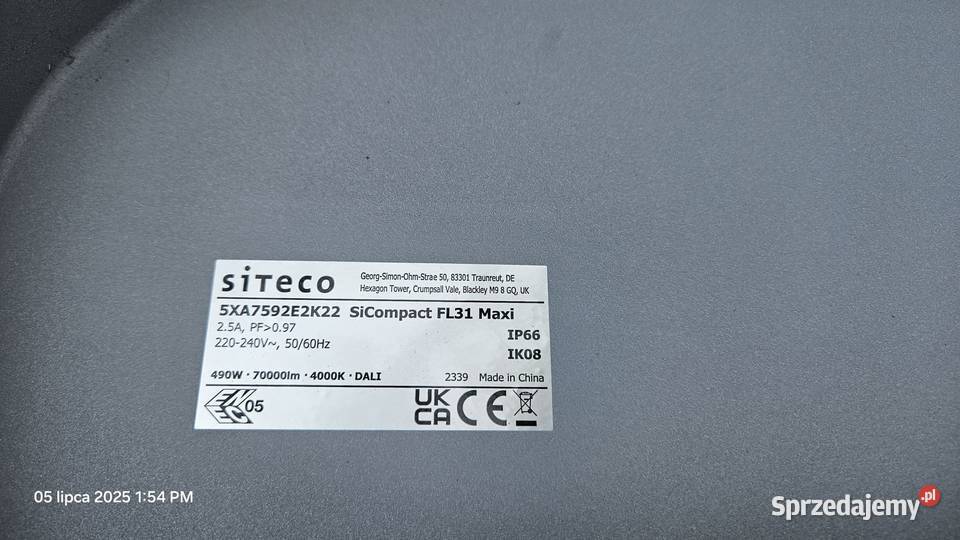 siteco
Georg-Simon-Ohm-Strae 50, 83301 Traunreut, DE
Hexagon Tower, Crumpsall Vale, Blackley M9 8 GQ, UK
5XA7592E2K22 SiCompact FL31 Maxi
2.5A, PF>0.97
220-240V~, 50/60Hz
IP66
IK08
490W · 70000lm · 4000K · DALI
2339 Made in China
ENEC 05
UK
CA CE
05 lipca 2025 1:54 PM
Sprzedajemy.pl